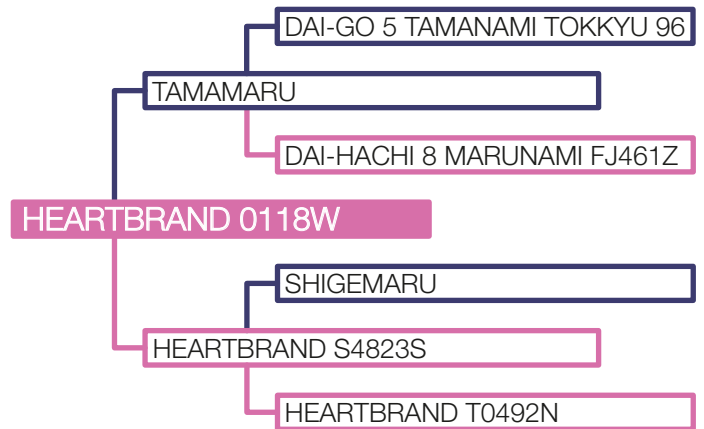 DAI-GO 5 TAMANAMI TOKKYU 96
TAMAMARU
DAI-HACHI 8 MARUNAMI FJ461Z
HEARTBRAND 0118W
SHIGEMARU
HEARTBRAND S4823S
HEARTBRAND T0492N